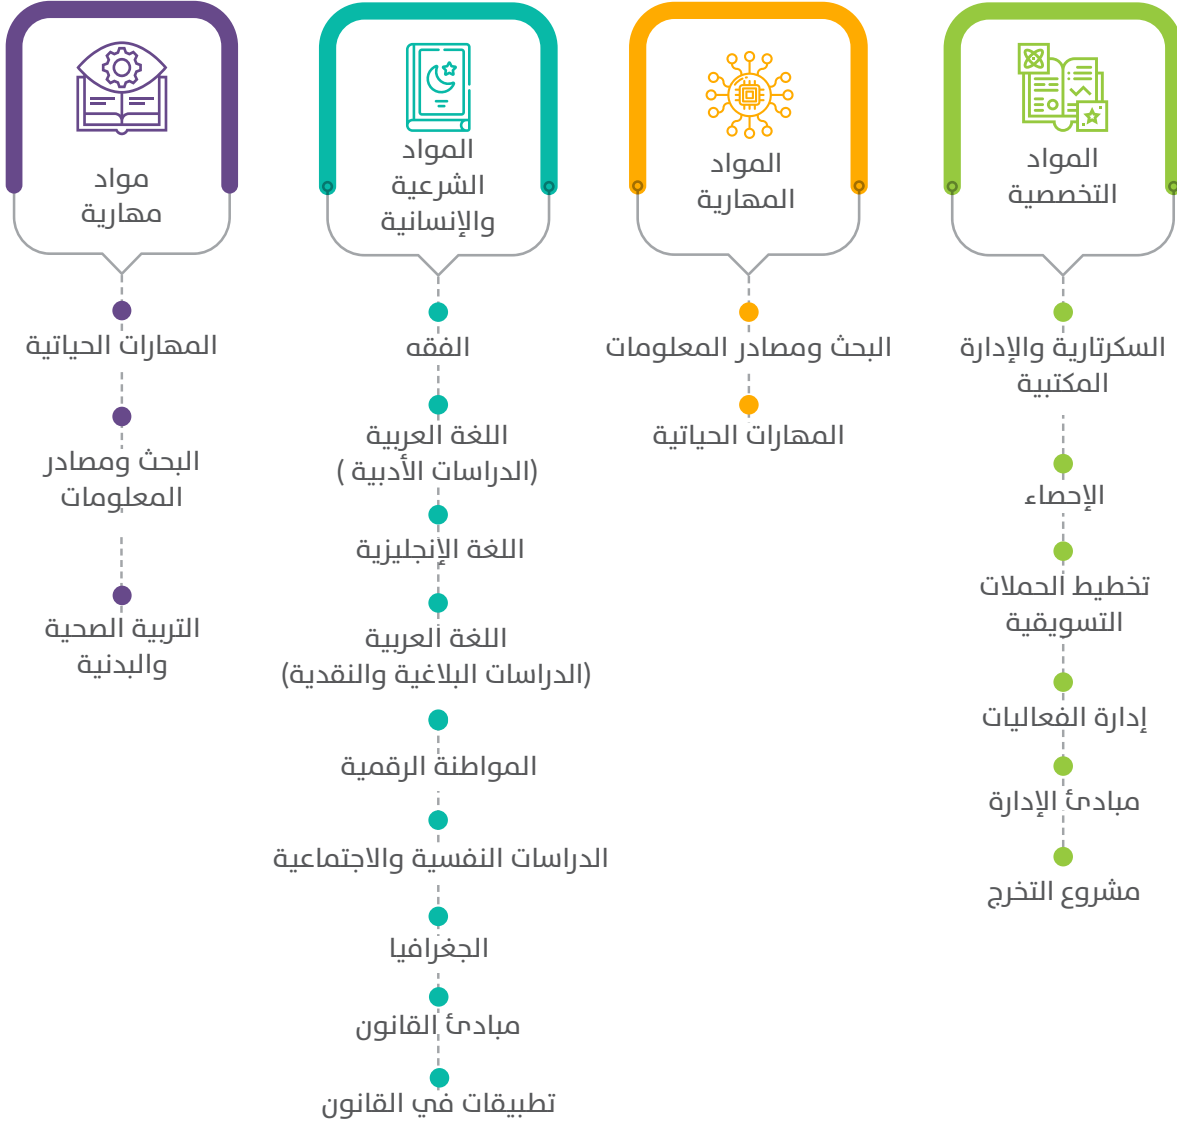 المواد
التخصصية
السكرتارية والإدارة
المكتبية
الإحصاء
تخطيط الحملات
التسويقية
إدارة الفعاليات
مبادئ الإدارة
مشروع التخرج
المواد
المهارية
البحث ومصادر المعلومات
المهارات الحياتية
المواد
الشرعية
والإنسانية
الفقه
اللغة العربية
(الدراسات الأدبية )
اللغة الإنجليزية
اللغة العربية
(الدراسات البلاغية والنقدية)
المواطنة الرقمية
الدراسات النفسية والاجتماعية
الجغرافيا
مبادئ القانون
تطبيقات في القانون
مواد
مهارية
المهارات الحياتية
البحث ومصادر
المعلومات
التربية الصحية
والبدنية